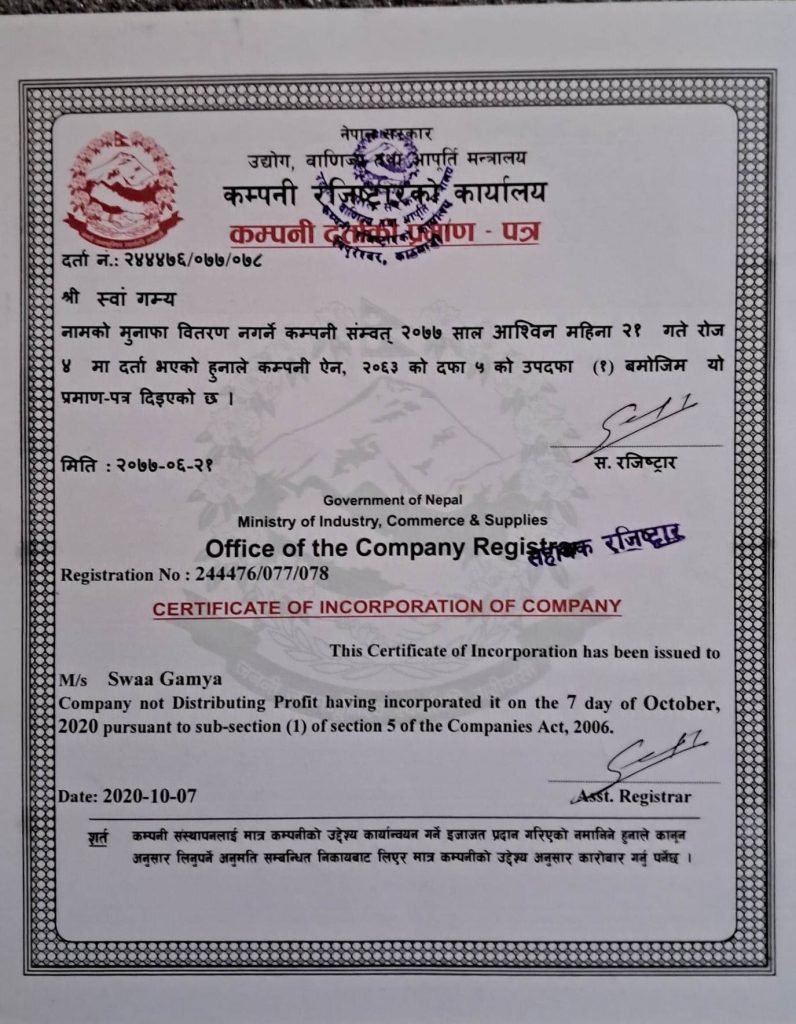 नेपाल सरकार
उद्योग, वाणिज्य तथा आपूर्ति मन्त्रालय
कम्पनी रजिष्ट्रारको कार्यालय
कम्पनी दर्ताको प्रमाण - पत्र
दर्ता नं.: २४४४७६/०७७/०७८
श्री स्वां गम्य
नामको मुनाफा वितरण नगर्ने कम्पनी संम्वत् २०७७ साल आश्विन महिना २१ गते रोज
४ मा दर्ता भएको हुनाले कम्पनी ऐन, २०६३ को दफा ५ को उपदफा (१) बमोजिम यो
प्रमाण-पत्र दिइएको छ ।
स. रजिष्ट्रार
मिति : २०७७-०६-२१
Government of Nepal
Ministry of Industry, Commerce & Supplies
Office of the Company Registrar
सहायक रजिष्ट्रार
Registration No : 244476/077/078
CERTIFICATE OF INCORPORATION OF COMPANY
This Certificate of Incorporation has been issued to
M/s Swaa Gamya
Company not Distributing Profit having incorporated it on the 7 day of October,
2020 pursuant to sub-section (1) of section 5 of the Companies Act, 2006.
Date: 2020-10-07
Asst. Registrar
शर्त कम्पनी संस्थापनलाई मात्र कम्पनीको उद्देश्य कार्यान्वयन गर्ने इजाजत प्रदान गरिएको नमानिने हुनाले कानून
अनुसार लिनुपर्ने अनुमति सम्बन्धित निकायबाट लिएर मात्र कम्पनीको उद्देश्य अनुसार कारोबार गर्नु पर्नेछ ।